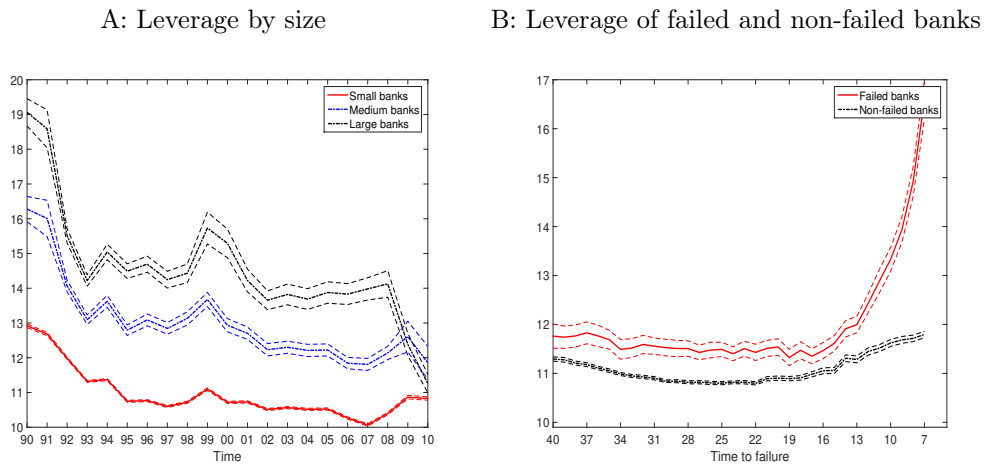 A: Leverage by size
B: Leverage of failed and non-failed banks
20
19
18
17
16
15
14
13
12
11
10
Small banks
Medium banks
Large banks
90 91 92 93 94 95 96 97 98 99 00 01 02 03 04 05 06 07 08 09 10
Time
17
16
15
14
13
12
11
10
Failed banks
Non-failed banks
40 37 34 31 28 25 22 19 16 13 10 7
Time to failure